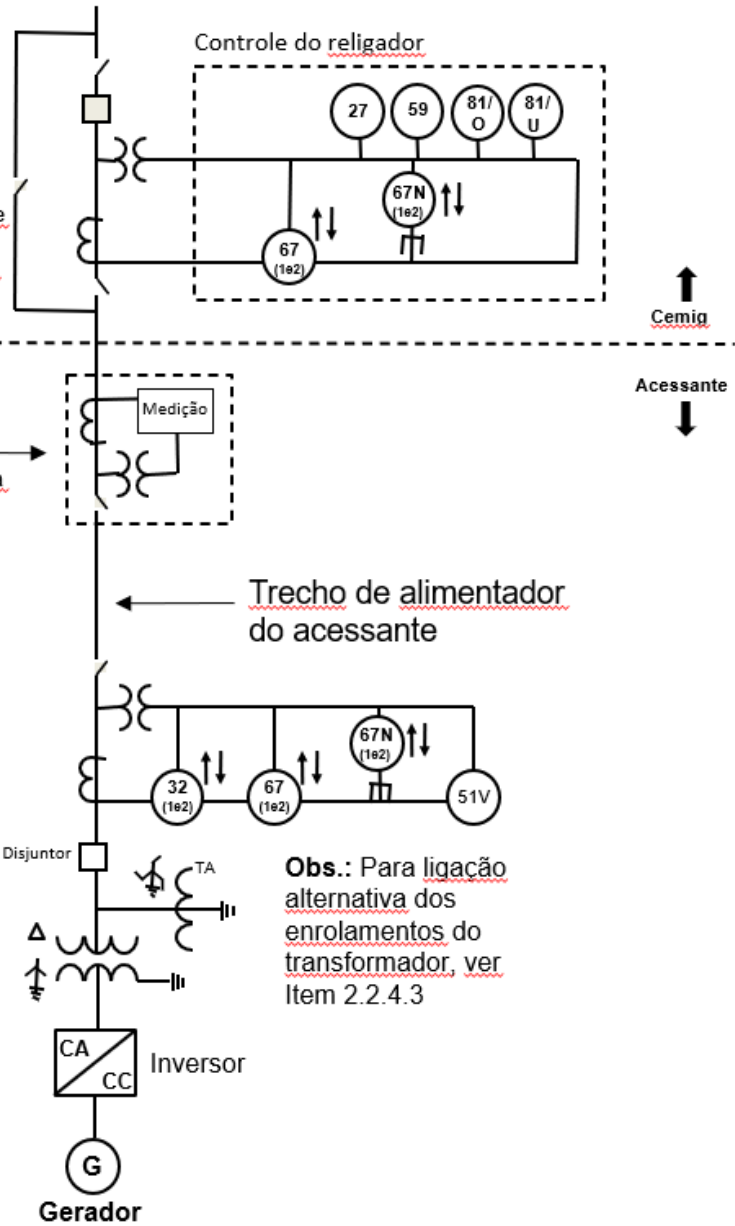 Controle do religador
27
59
81/
O
81/
U
67N
(1e2)
67
(1e2)
e
Cemig
Acessante
Medição
a
Trecho de alimentador
do acessante
67N
(1e2)
32
(1e2)
67
(1e2)
51V
Disjuntor
TA
Obs.: Para ligação
alternativa dos
enrolamentos do
transformador, ver
Item 2.2.4.3
Δ
CA
CC
Inversor
G
Gerador